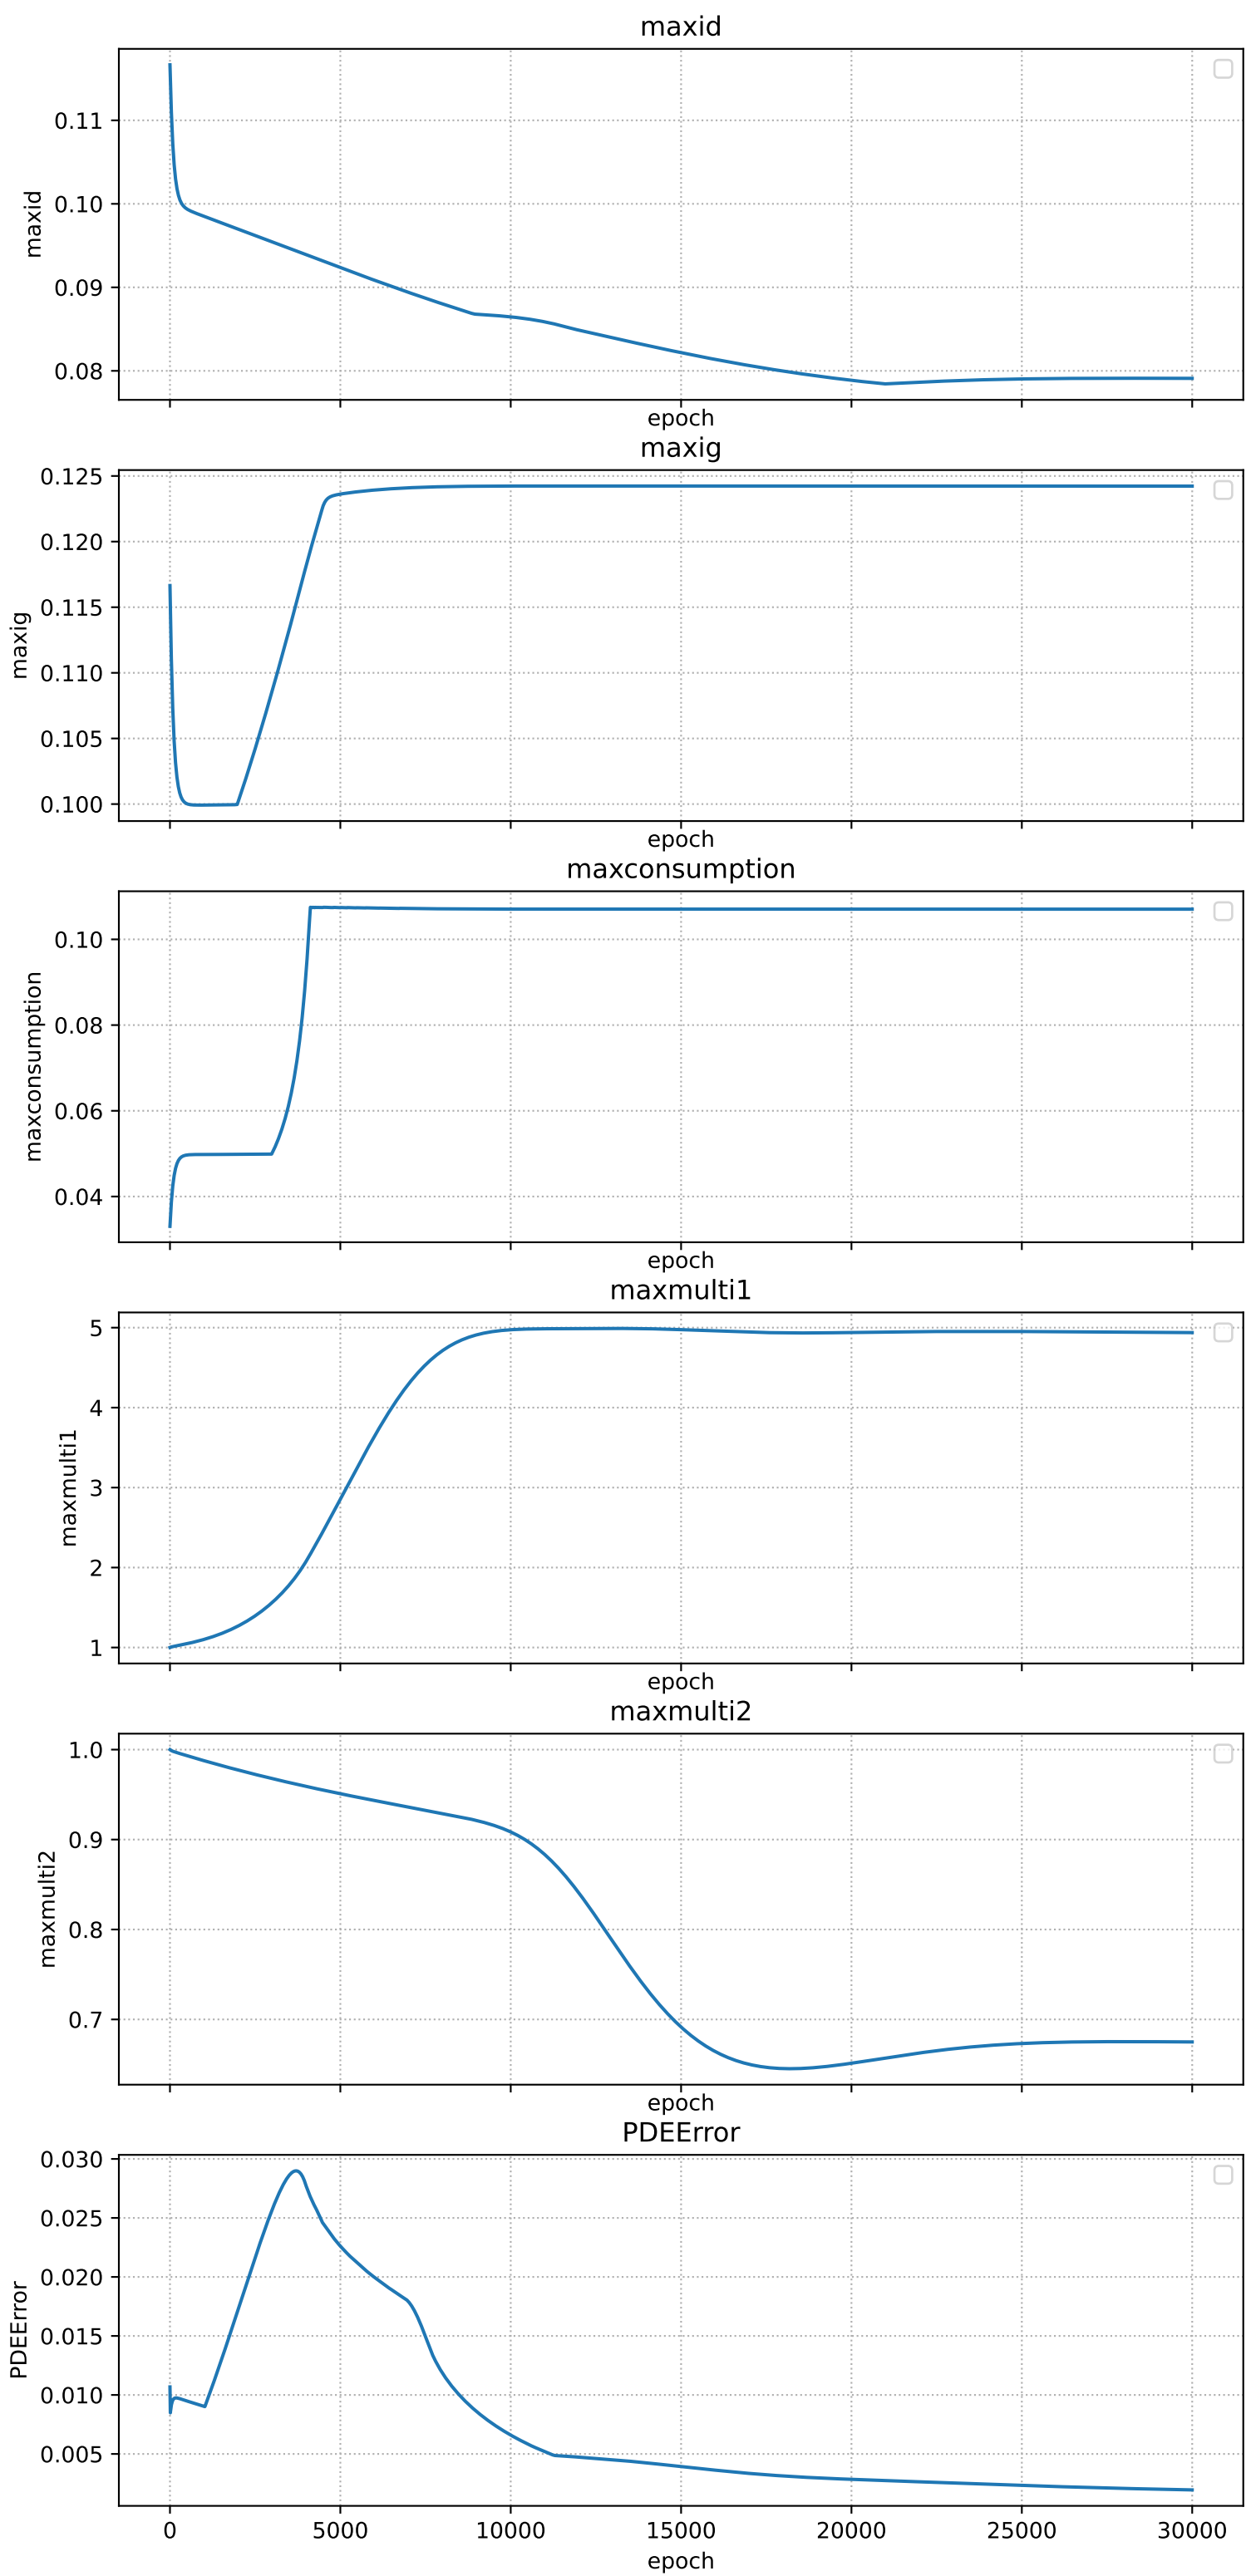 maxid
0.11
0.10
0.09
0.08
maxid
epoch
maxig
0.125
0.120
0.115
0.110
0.105
0.100
maxig
epoch
maxconsumption
0.10
0.08
0.06
0.04
maxconsumption
epoch
maxmulti1
5
4
3
2
1
maxmulti1
epoch
maxmulti2
1.0
0.9
0.8
0.7
maxmulti2
epoch
PDEError
0.030
0.025
0.020
0.015
0.010
0.005
PDEError
0 5000 10000 15000 20000 25000 30000
epoch